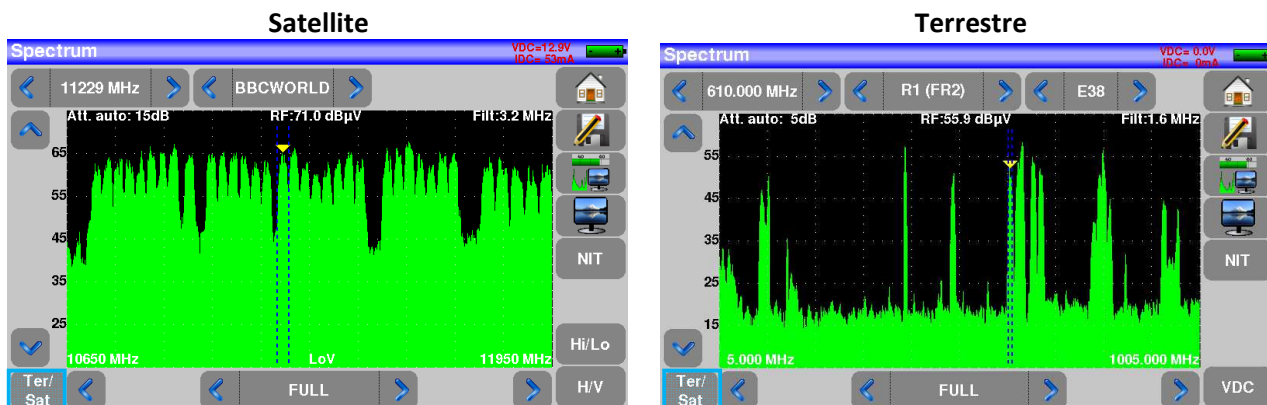 Satellite
Spectrum
VDC=12.9V
IDC= 53mA
11229 MHz
BBCWORLD
Att. auto: 15dB
RF:71.0 dBµV
Filt:3.2 MHz
65
55
45
35
25
NIT
10650 MHz
LoV
11950 MHz
Hi/Lo
Ter/
Sat
FULL
H/V
Terrestre
Spectrum
VDC= 0.0V
IDC= 0mA
610.000 MHz
R1 (FR2)
E38
Att. auto: 5dB
RF:55.9 dBµV
Filt:1.6 MHz
55
45
35
25
15
NIT
5.000 MHz
1005.000 MHz
Ter/
Sat
FULL
VDC